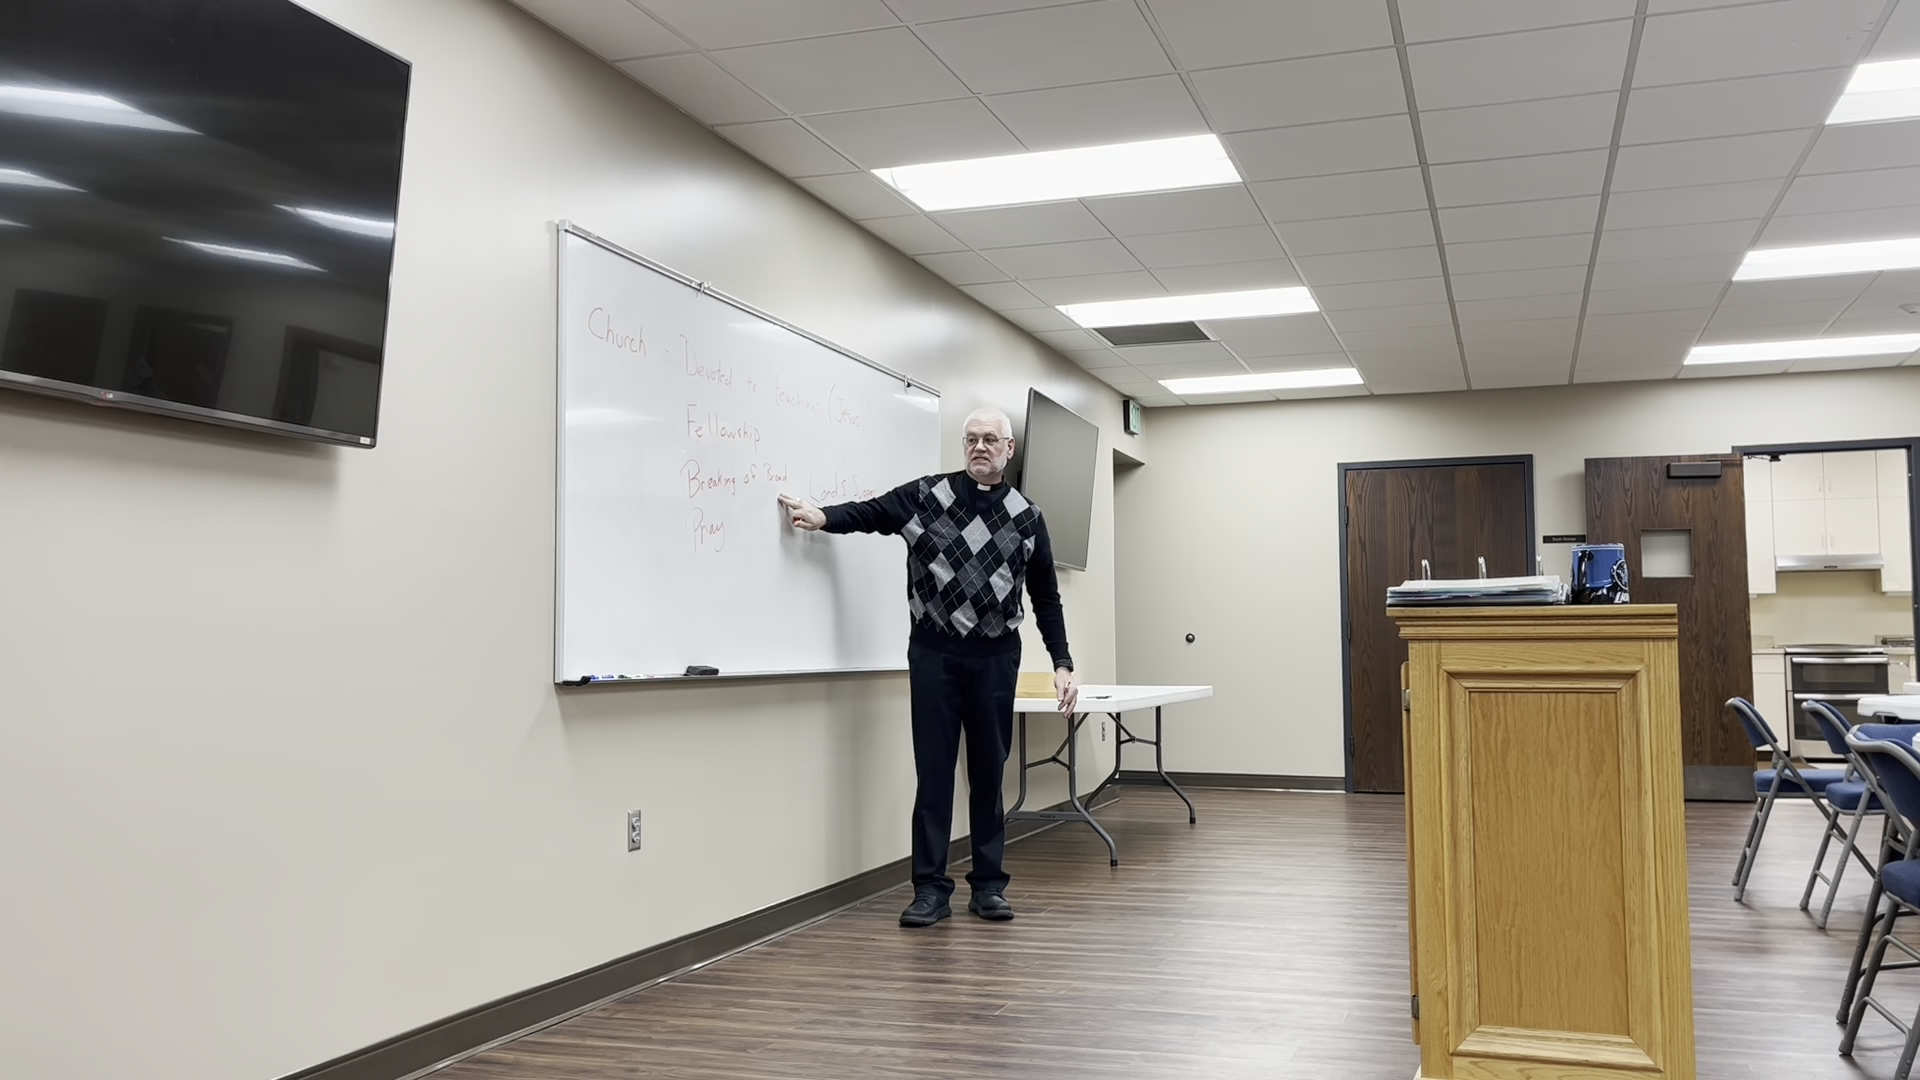 Church - Devoted to teachings (Jesus
Fellowship
Breaking of Bread Lord's Supper
Pray